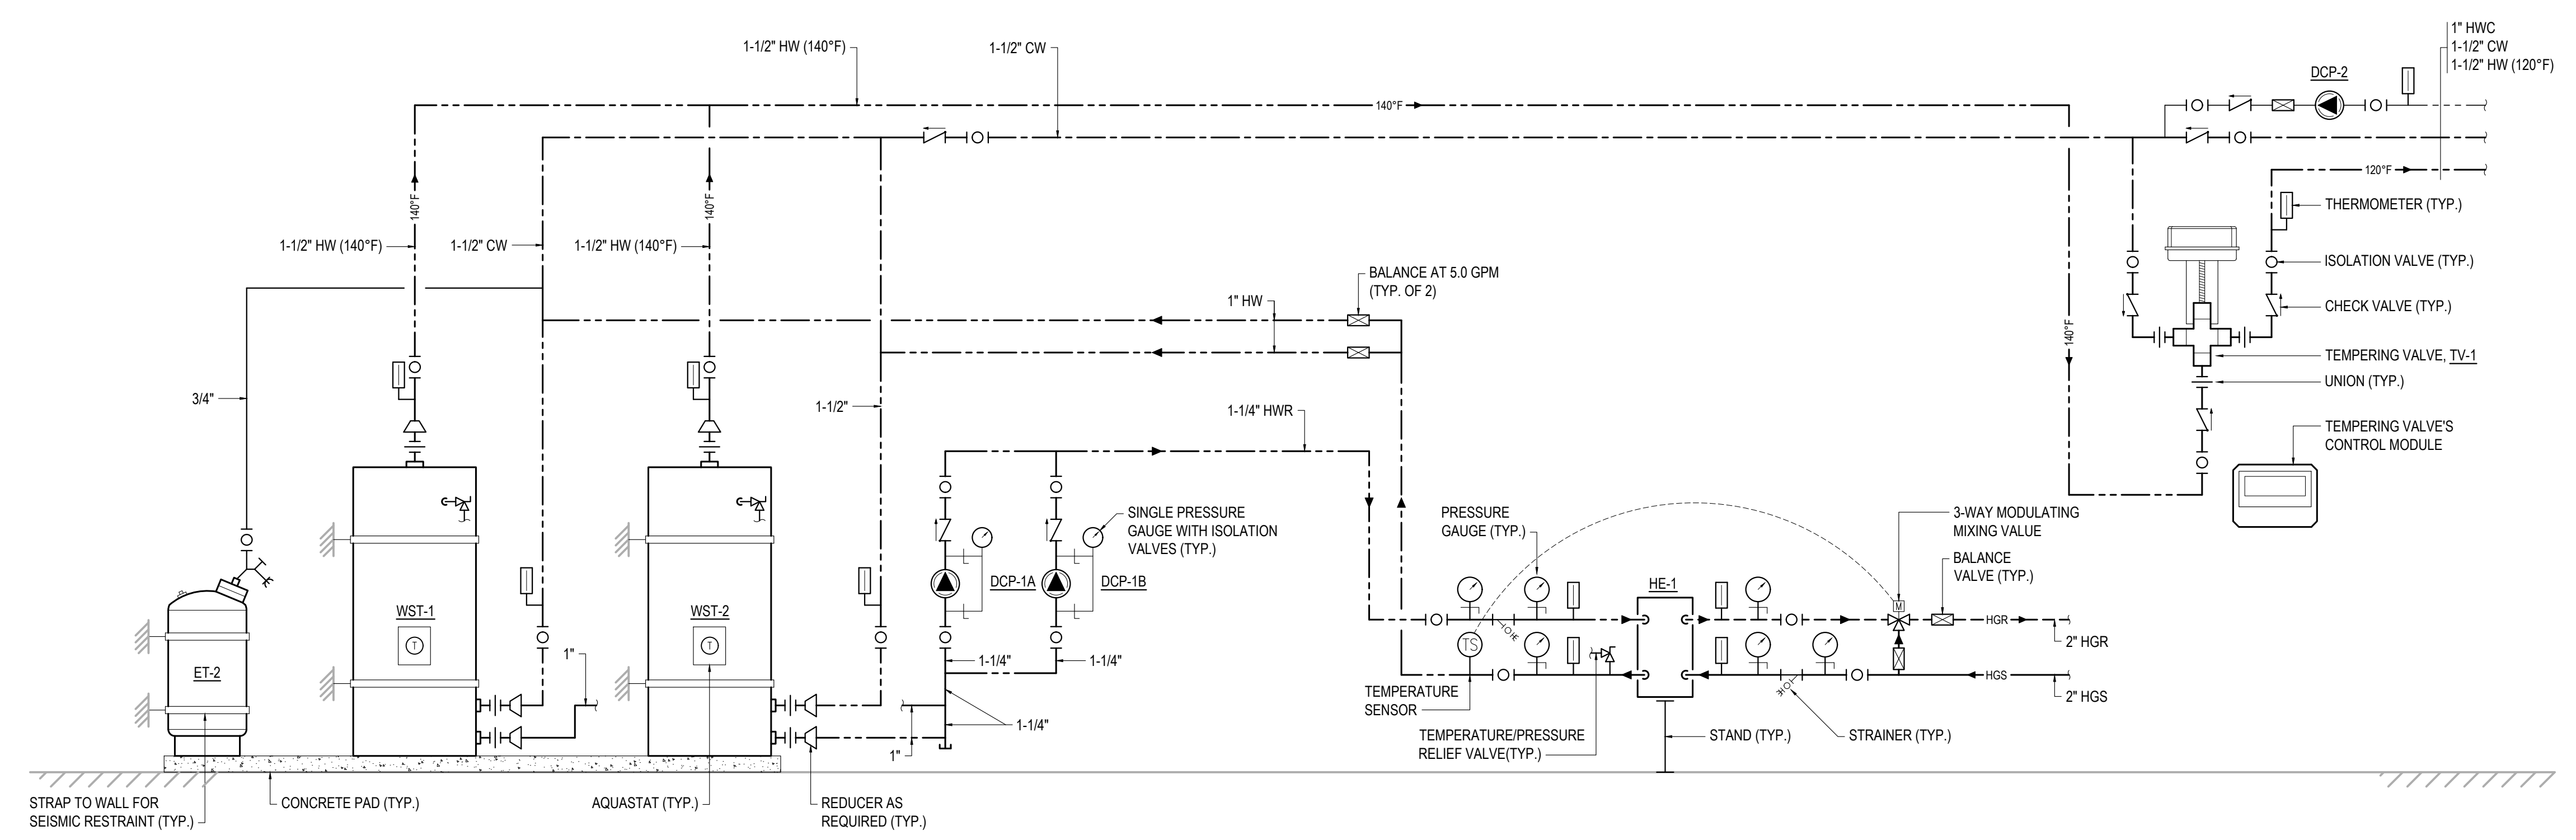 1" HWC
1-1/2" CW
1-1/2" HW (120°F)
1-1/2" HW (140°F)
1-1/2" CW
DCP-2
140°F
120°F
140°F
140°F
THERMOMETER (TYP.)
1-1/2" HW (140°F)
1-1/2" CW
1-1/2" HW (140°F)
ISOLATION VALVE (TYP.)
BALANCE AT 5.0 GPM
(TYP. OF 2)
1" HW
CHECK VALVE (TYP.)
140°F
TEMPERING VALVE, TV-1
UNION (TYP.)
3/4"
1-1/2"
1-1/4" HWR
TEMPERING VALVE'S
CONTROL MODULE
SINGLE PRESSURE
GAUGE WITH ISOLATION
VALVES (TYP.)
PRESSURE
GAUGE (TYP.)
3-WAY MODULATING
MIXING VALUE
BALANCE
VALVE (TYP.)
DCP-1A
DCP-1B
HE-1
WST-1
WST-2
M
HGR
2" HGR
T
T
TS
1"
1-1/4"
1-1/4"
ET-2
HGS
2" HGS
TEMPERATURE
SENSOR
1-1/4"
1"
TEMPERATURE/PRESSURE
RELIEF VALVE(TYP.)
STAND (TYP.)
STRAINER (TYP.)
STRAP TO WALL FOR
SEISMIC RESTRAINT (TYP.)
CONCRETE PAD (TYP.)
AQUASTAT (TYP.)
REDUCER AS
REQUIRED (TYP.)